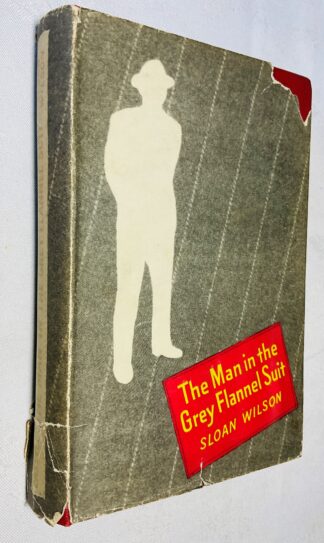 The Man in the
Grey Flannel Suit
SLOAN WILSON